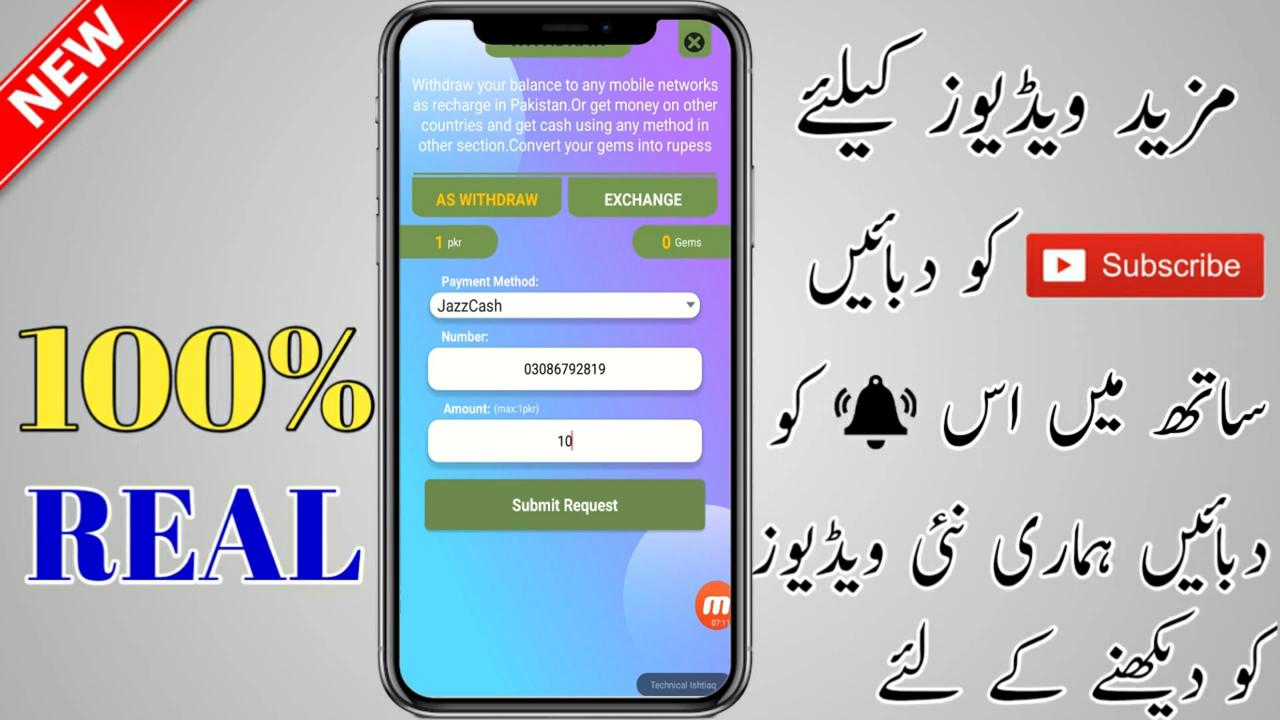 NEW
100%
REAL
Withdraw your balance to any mobile networks
as recharge in Pakistan.Or get money on other
countries and get cash using any method in
other section.Convert your gems into rupess
AS WITHDRAW
EXCHANGE
1 pkr
0 Gems
Payment Method:
JazzCash
Number:
03086792819
Amount: (max:1pkr)
10
Submit Request
m
07:11
Technical Ishtiaq
مزید ویڈیوز کیلئے
Subscribe کو دبائیں
ساتھ میں اس کو
دبائیں ہماری نئی ویڈیوز
کو دیکھنے کے لئے